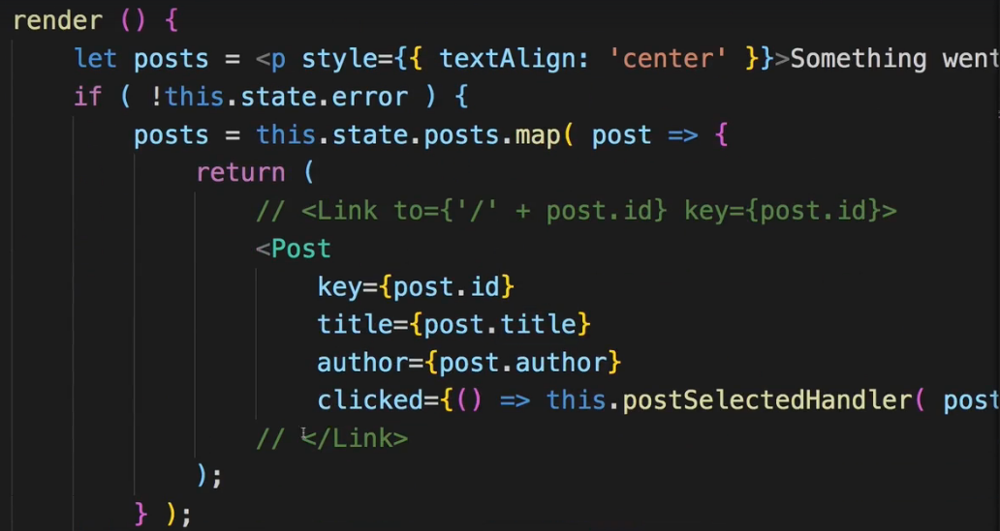 render () {
let posts = <p style={{ textAlign: 'center' }}>Something went
if ( !this.state.error ) {
posts = this.state.posts.map( post => {
return (
// <Link to={'/' + post.id} key={post.id}>
<Post
key={post.id}
title={post.title}
author={post.author}
clicked={() => this.postSelectedHandler( post
// </Link>
);
} );